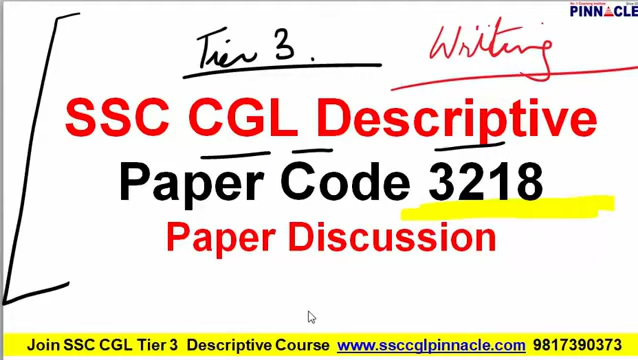 PINNACLE
Tier 3.
Writing
SSC CGL Descriptive
Paper Code 3218
Paper Discussion
Join SSC CGL Tier 3 Descriptive Course www.ssccglpinnacle.com 9817390373